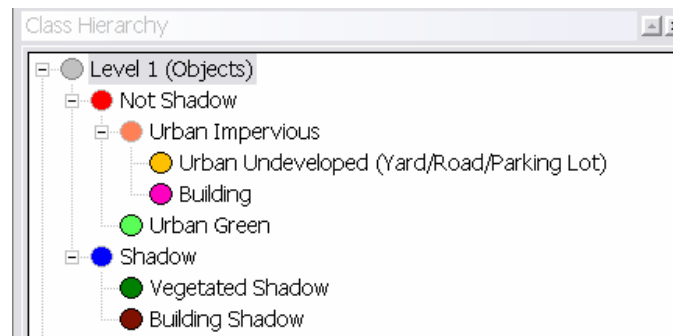 Class Hierarchy
Level 1 (Objects)
Not Shadow
Urban Impervious
Urban Undeveloped (Yard/Road/Parking Lot)
Building
Urban Green
Shadow
Vegetated Shadow
Building Shadow